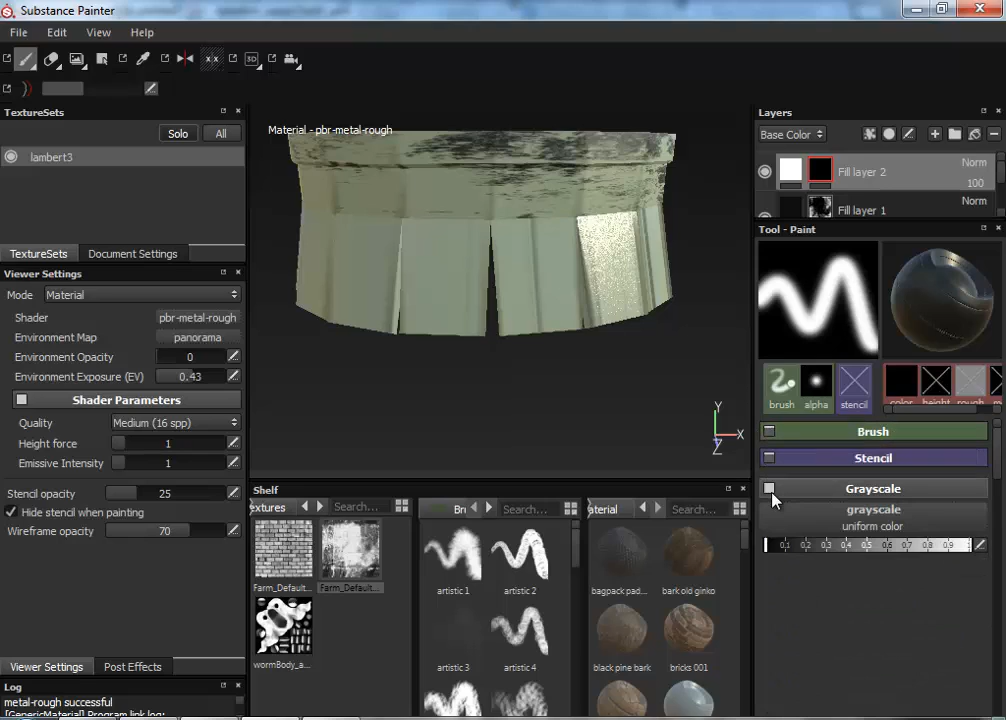 Substance Painter
File Edit View Help
TextureSets
Solo All
lambert3
TextureSets Document Settings
Viewer Settings
Mode Material
Shader pbr-metal-rough
Environment Map panorama
Environment Opacity 0
Environment Exposure (EV) 0.43
Shader Parameters
Quality Medium (16 spp)
Height force 1
Emissive Intensity 1
Stencil opacity 25
Hide stencil when painting
Wireframe opacity 70
Viewer Settings Post Effects
Log
metal-rough successful
[GenericMaterial] Program link log:
Material - pbr-metal-rough
Y
X
Z
Shelf
extures Search...
Farm_Default... Farm_Default...
wormBody_a...
Br Search...
artistic 1 artistic 2
artistic 3 artistic 4
aterial Search...
bagpack pad... bark old ginko
black pine bark bricks 001
Layers
Base Color
Fill layer 2 Norm
100
Fill layer 1 Norm
Tool - Paint
brush alpha stencil color height rough m
Brush
Stencil
Grayscale
grayscale
uniform color
0.1 0.2 0.3 0.4 0.5 0.6 0.7 0.8 0.9